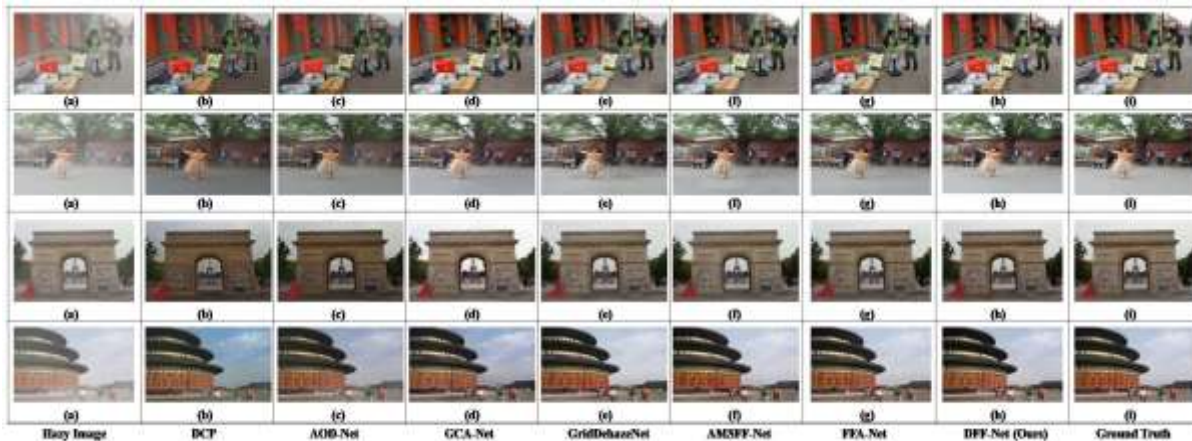 (a) (b) (c) (d) (e) (f) (g) (h) (i)
(a) (b) (c) (d) (e) (f) (g) (h) (i)
(a) (b) (c) (d) (e) (f) (g) (h) (i)
(a) (b) (c) (d) (e) (f) (g) (h) (i)
Hazy Image DCP AOD-Net GCA-Net GridDehazeNet AMSFF-Net FFA-Net DFF-Net (Ours) Ground Truth